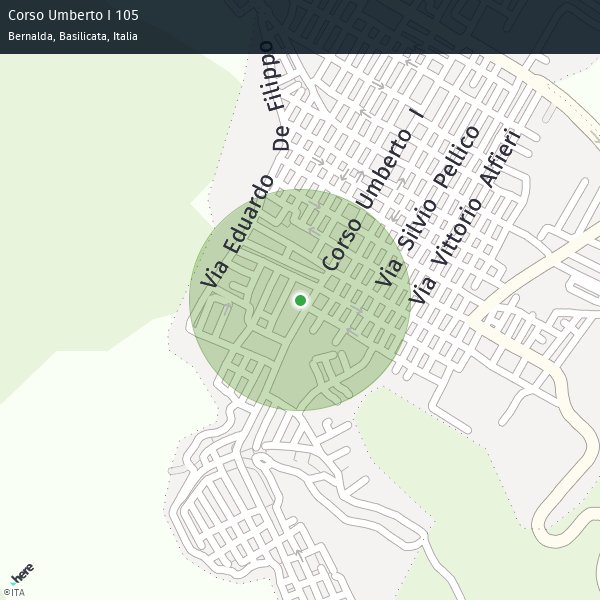 Corso Umberto I 105
Bernalda, Basilicata, Italia
Via Eduardo De Filippo
Corso Umberto I
Via Silvio Pellico
Via Vittorio Alfieri
here
©ITA